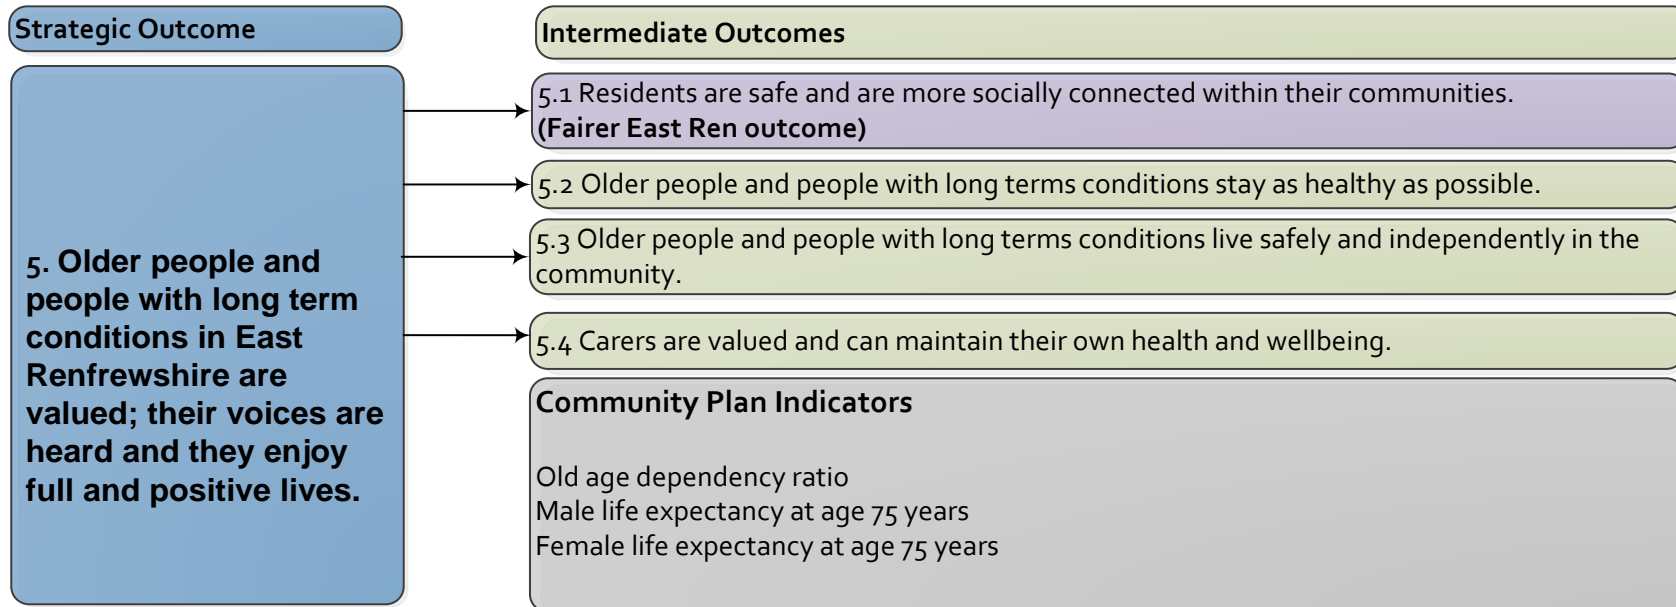 Strategic Outcome
5. Older people and
people with long term
conditions in East
Renfrewshire are
valued; their voices are
heard and they enjoy
full and positive lives.
Intermediate Outcomes
5.1 Residents are safe and are more socially connected within their communities.
(Fairer East Ren outcome)
5.2 Older people and people with long terms conditions stay as healthy as possible.
5.3 Older people and people with long terms conditions live safely and independently in the
community.
5.4 Carers are valued and can maintain their own health and wellbeing.
Community Plan Indicators
Old age dependency ratio
Male life expectancy at age 75 years
Female life expectancy at age 75 years